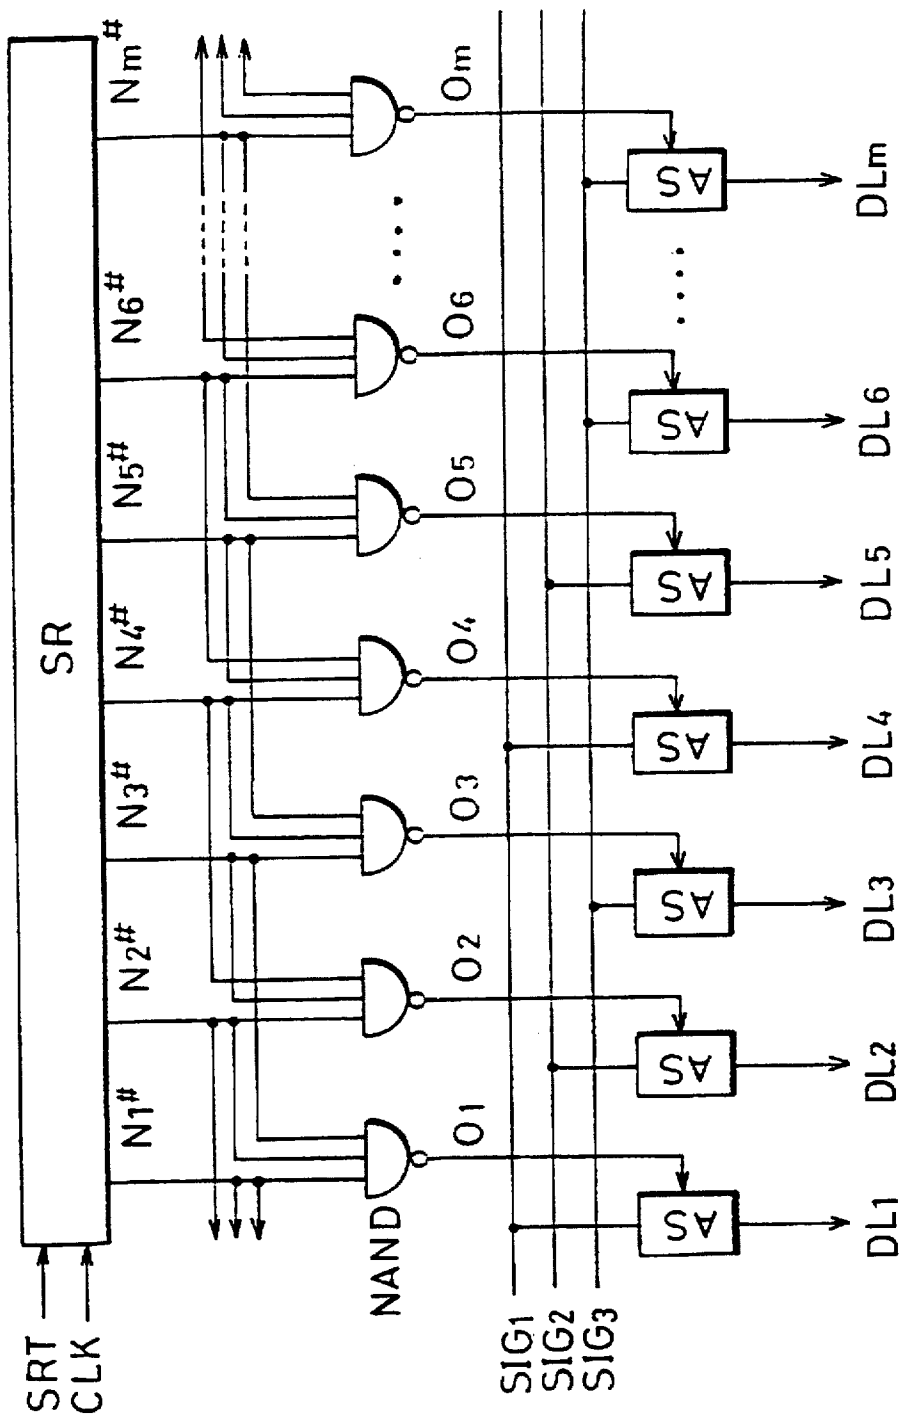 SRT
CLK
SR
N1# N2# N3# N4# N5# N6# Nm#
NAND
O1 O2 O3 O4 O5 O6 Om
SIG1
SIG2
SIG3
AS AS AS AS AS AS AS
DL1 DL2 DL3 DL4 DL5 DL6 DLm